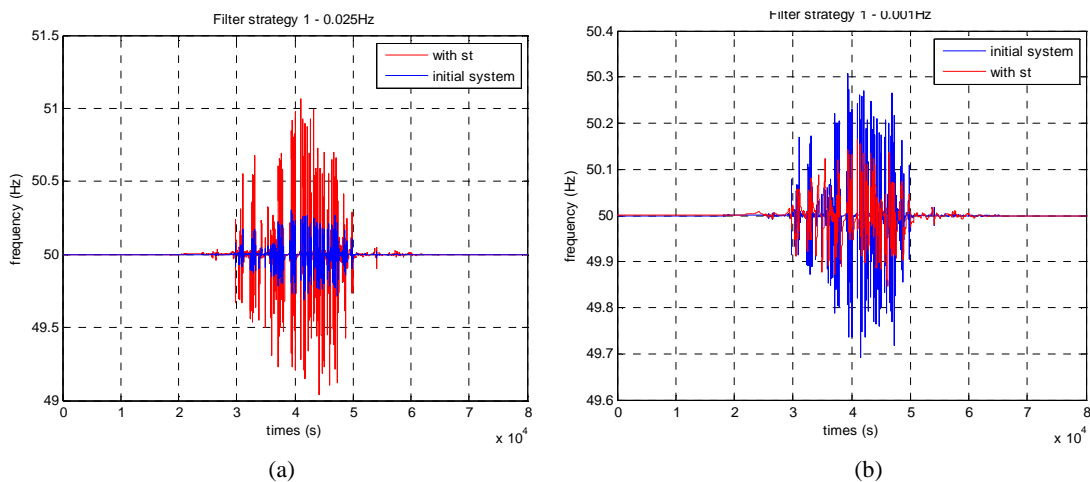 Filter strategy 1 - 0.025Hz
51.5
51
50.5
50
49.5
49
frequency (Hz)
with st
initial system
0 1 2 3 4 5 6 7 8
times (s)
x 10^4
(a)
Filter strategy 1 - 0.001Hz
50.4
50.3
50.2
50.1
50
49.9
49.8
49.7
49.6
frequency (Hz)
initial system
with st
0 1 2 3 4 5 6 7 8
times (s)
x 10^4
(b)